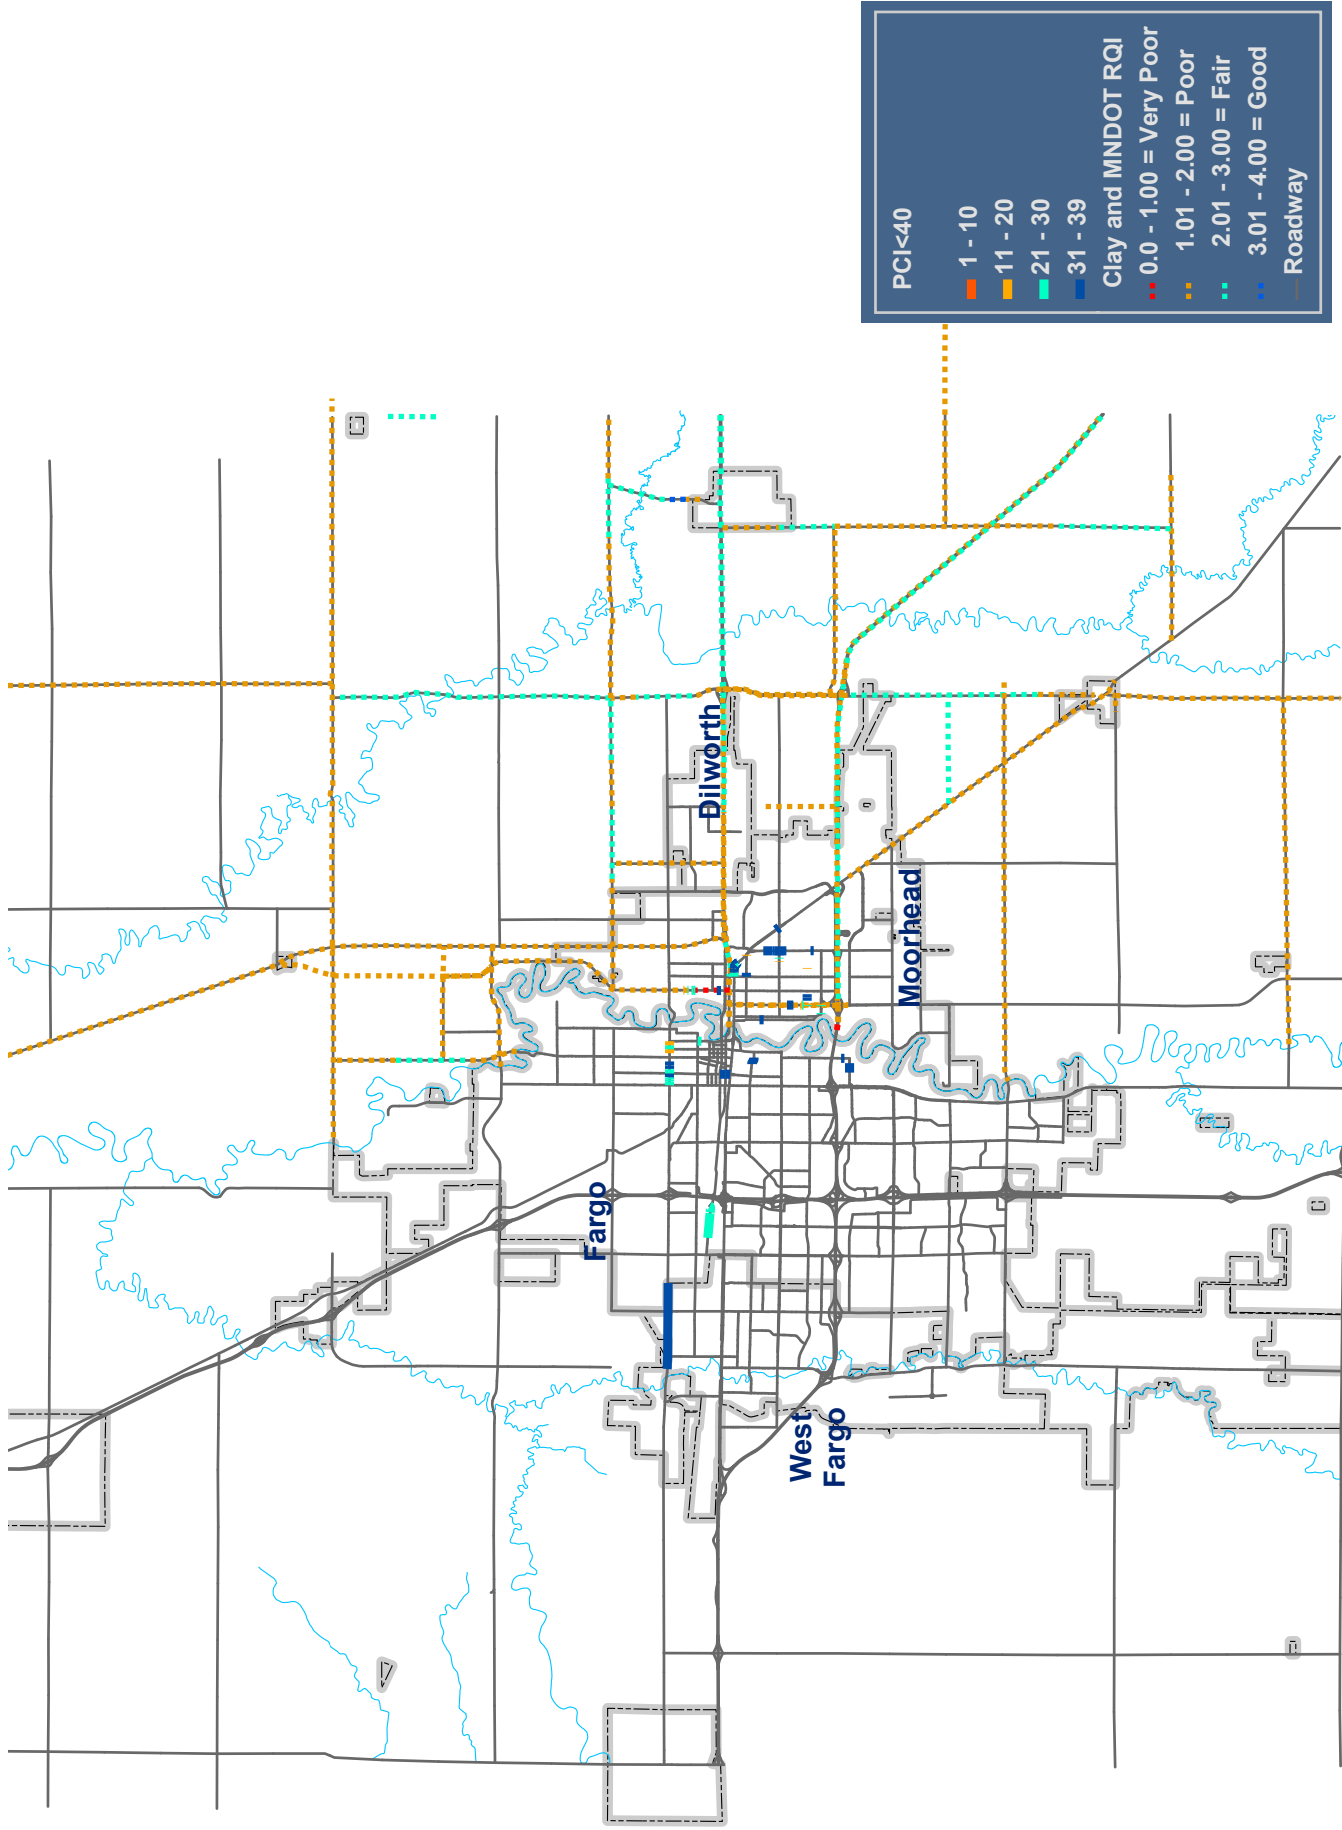 Fargo
West
Fargo
Dilworth
Moorhead
PCI<40
1 - 10
11 - 20
21 - 30
31 - 39
Clay and MNDOT RQI
0.0 - 1.00 = Very Poor
1.01 - 2.00 = Poor
2.01 - 3.00 = Fair
3.01 - 4.00 = Good
Roadway